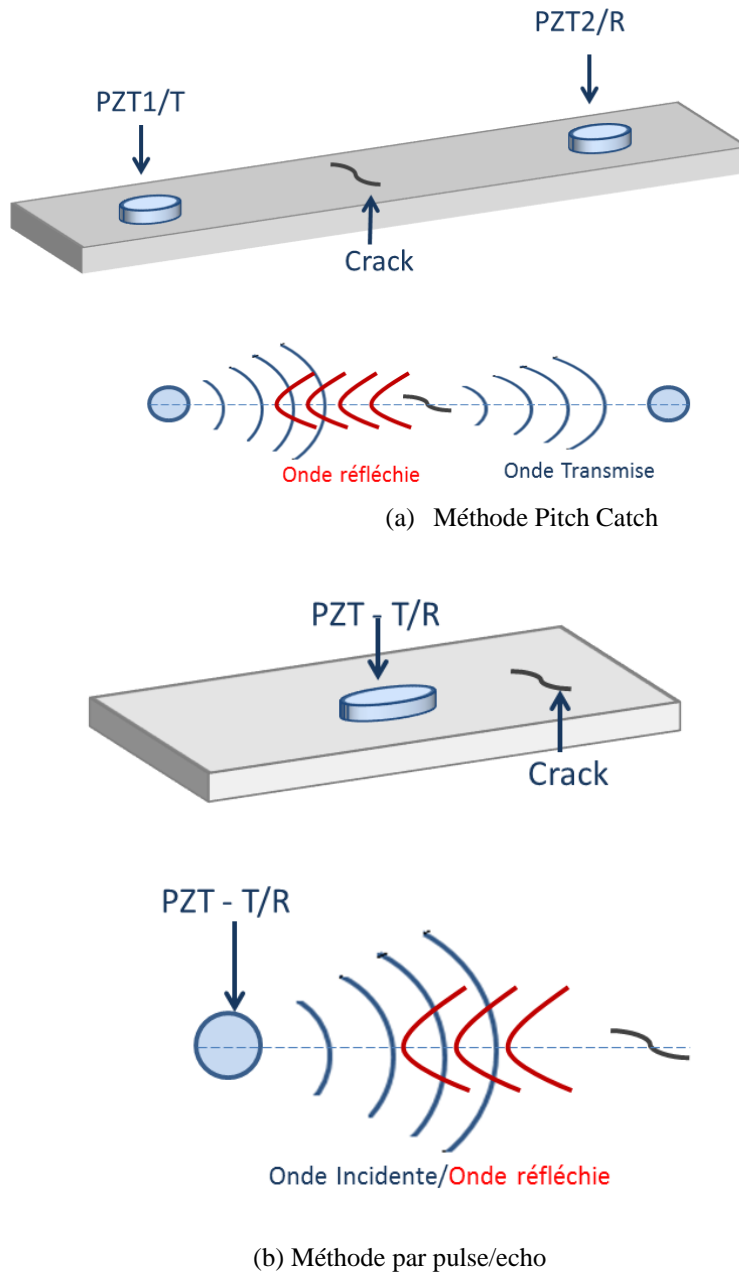 PZT2/R
PZT1/T
Crack
Onde réfléchie
Onde Transmise
(a) Méthode Pitch Catch
PZT - T/R
Crack
PZT - T/R
Onde Incidente/Onde réfléchie
(b) Méthode par pulse/echo